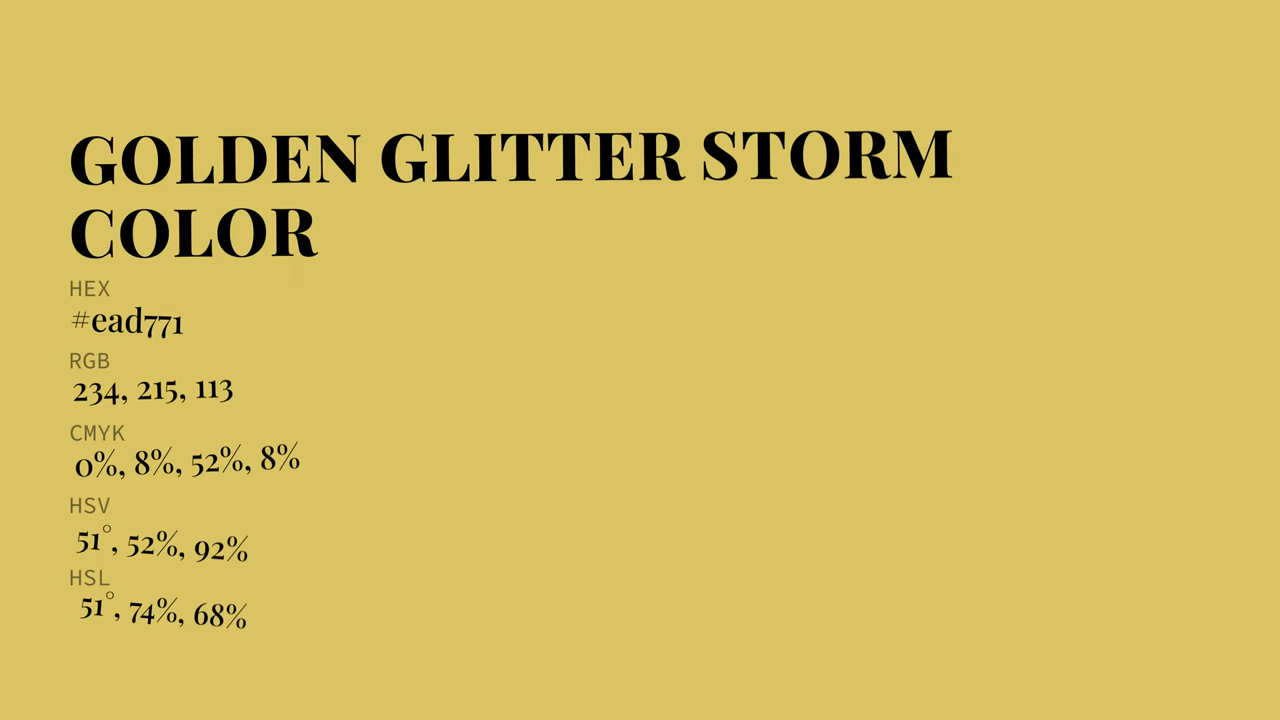 GOLDEN GLITTER STORM
COLOR
HEX
#ead771
RGB
234, 215, 113
CMYK
0%, 8%, 52%, 8%
HSV
51°, 52%, 92%
HSL
51°, 74%, 68%